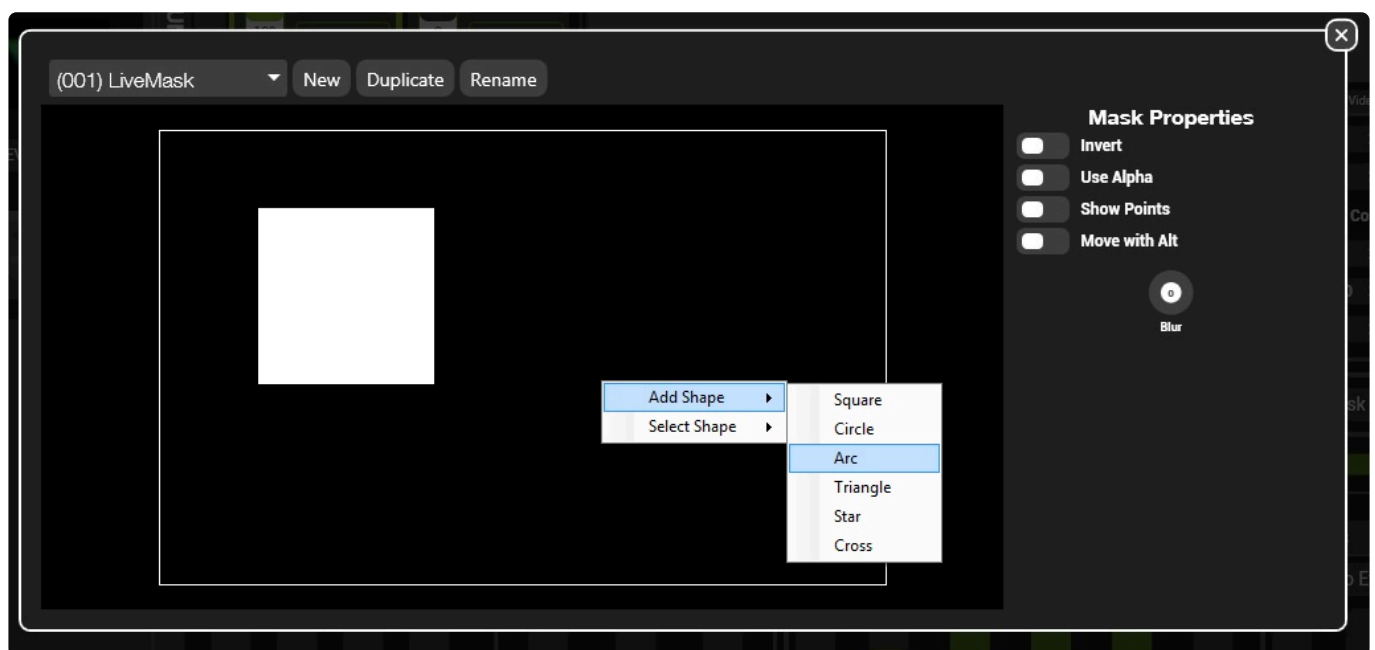 (001) LiveMask
New
Duplicate
Rename
Mask Properties
Invert
Use Alpha
Show Points
Move with Alt
0
Blur
Add Shape
Select Shape
Square
Circle
Arc
Triangle
Star
Cross